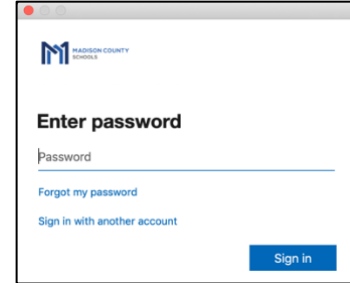 MADISON COUNTY
SCHOOLS
Enter password
Password
Forgot my password
Sign in with another account
Sign in